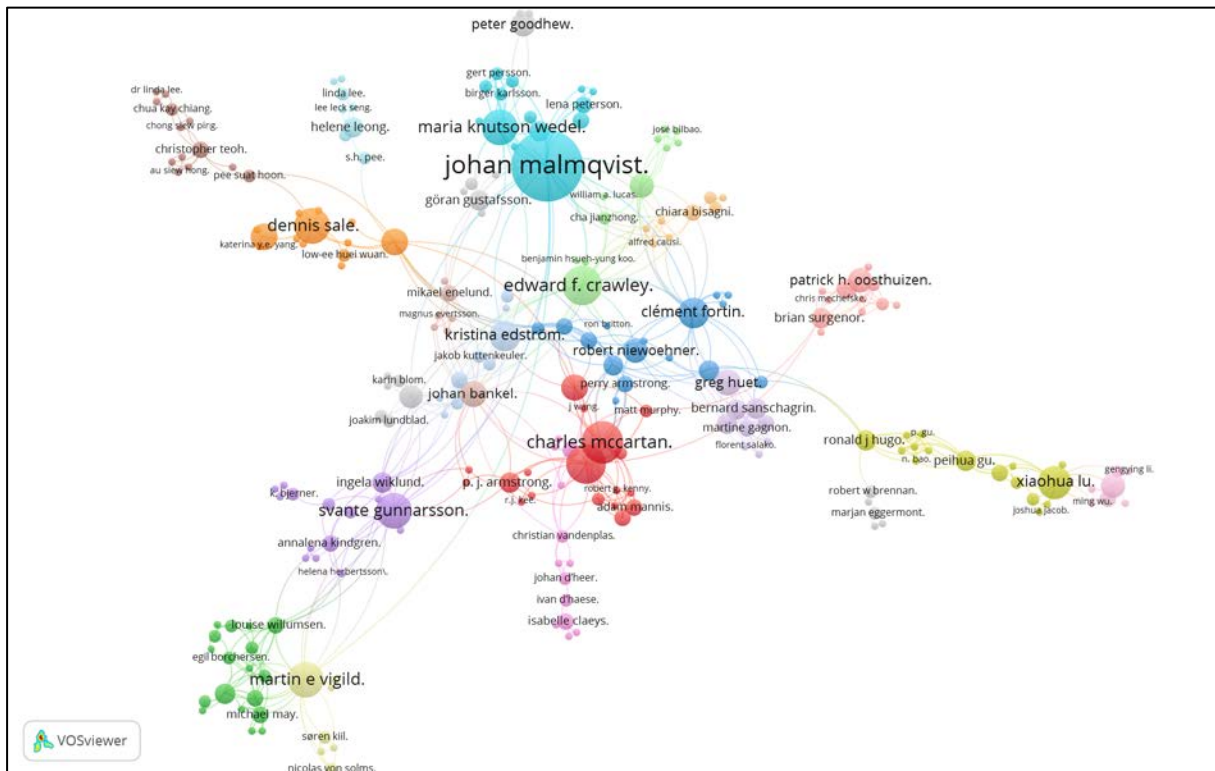 peter goodhew.
gert persson.
birger karlsson.
lena peterson.
maria knutson wedel.
johan malmqvist.
dr linda lee.
chua kay chiang.
chong siew ping.
christopher teoh.
au siew hong.
pee suat hoon.
linda lee.
lee leck seng.
helene leong.
s.h. pee.
jose bilbao.
göran gustafsson.
william a. lucas.
cha jianzhong.
chiara bisagni.
alfred causi.
dennis sale.
katerina y.e. yang.
low-ee huei wuan.
benjamin hsueh-yung koo.
edward f. crawley.
mikael enelund.
magnus evertsson.
clément fortin.
patrick h. oosthuizen.
chris mechefske.
brian surgenor.
kristina edström.
ron britton.
robert niewoehner.
jakob kuttenkeuler.
karin blom.
johan bankel.
joakim lundblad.
perry armstrong.
greg huet.
j wang.
matt murphy.
bernard sanschagrin.
martine gagnon.
florent salako.
charles mccartan.
ronald j hugo.
p. gu.
n. bao.
peihua gu.
xiaohua lu.
gengying li.
ming wu.
joshua jacob.
robert w brennan.
marjan eggermont.
ingela wiklund.
k. bjerner.
svante gunnarsson.
p. j. armstrong.
r.j. kee.
robert g. kenny.
adam mannis.
annalena kindgren.
helena herbertsson\.
christian vandenplas.
johan d'heer.
ivan d'haese.
isabelle claeys.
louise willumsen.
egil borchersen.
martin e vigild.
michael may.
søren kiil.
nicolas von solms.
VOSviewer